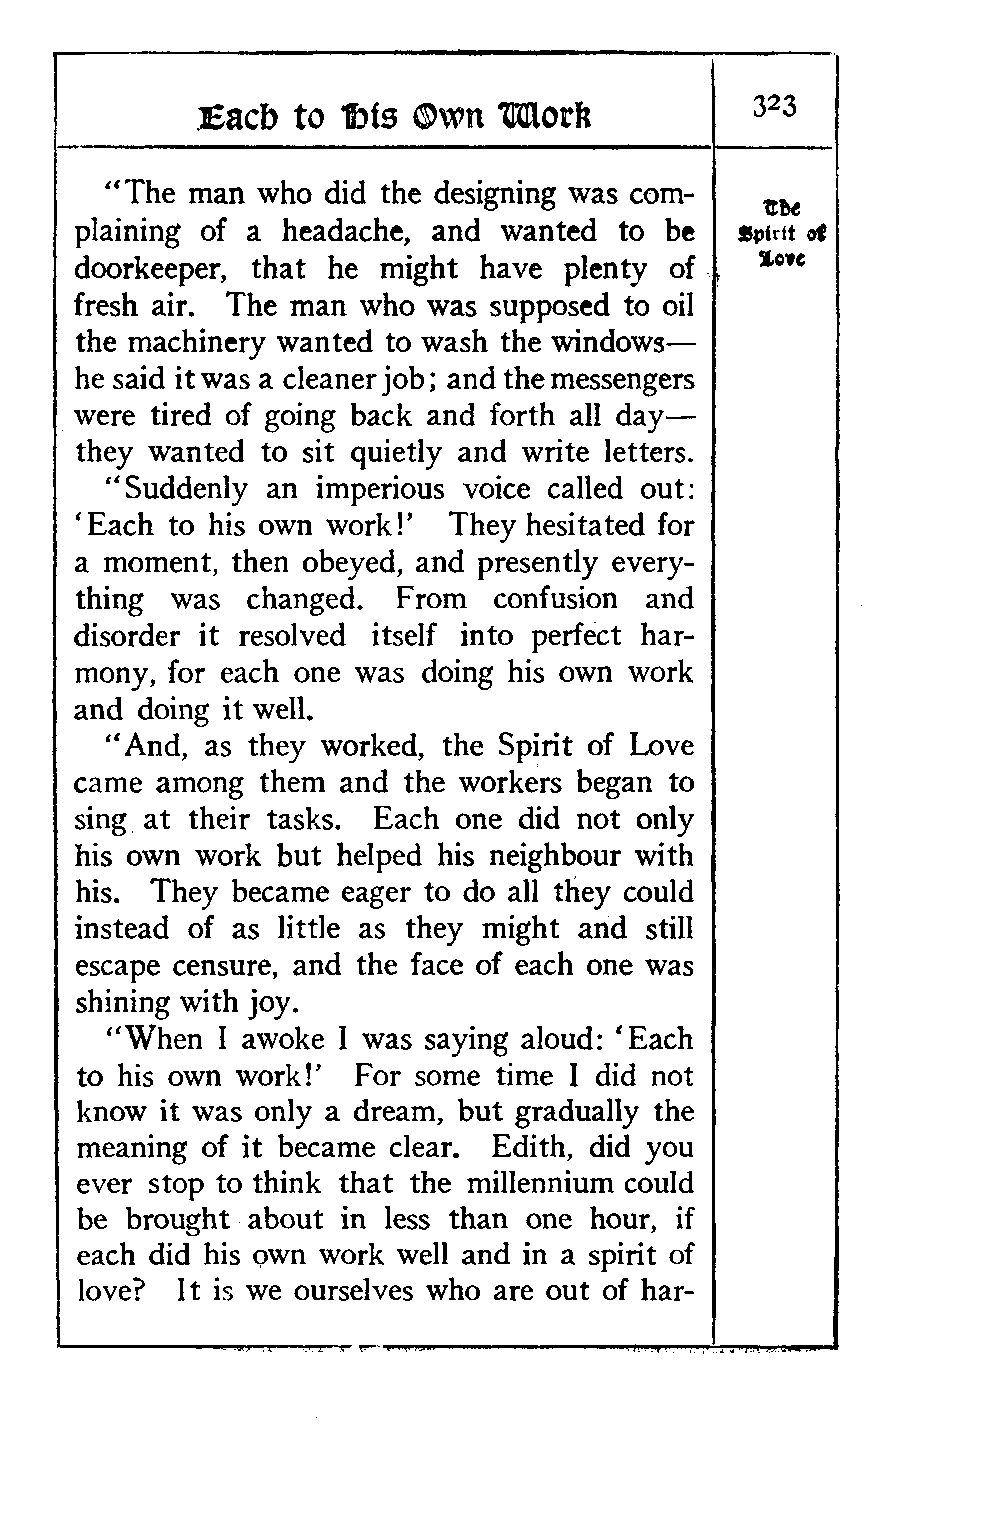 Each to His Own Work
323
"The man who did the designing was com-
plaining of a headache, and wanted to be
doorkeeper, that he might have plenty of
fresh air. The man who was supposed to oil
the machinery wanted to wash the windows—
he said it was a cleaner job; and the messengers
were tired of going back and forth all day—
they wanted to sit quietly and write letters.
"Suddenly an imperious voice called out:
'Each to his own work!' They hesitated for
a moment, then obeyed, and presently every-
thing was changed. From confusion and
disorder it resolved itself into perfect har-
mony, for each one was doing his own work
and doing it well.
"And, as they worked, the Spirit of Love
came among them and the workers began to
sing at their tasks. Each one did not only
his own work but helped his neighbour with
his. They became eager to do all they could
instead of as little as they might and still
escape censure, and the face of each one was
shining with joy.
"When I awoke I was saying aloud: 'Each
to his own work!' For some time I did not
know it was only a dream, but gradually the
meaning of it became clear. Edith, did you
ever stop to think that the millennium could
be brought about in less than one hour, if
each did his own work well and in a spirit of
love? It is we ourselves who are out of har-
The
Spirit of
Love